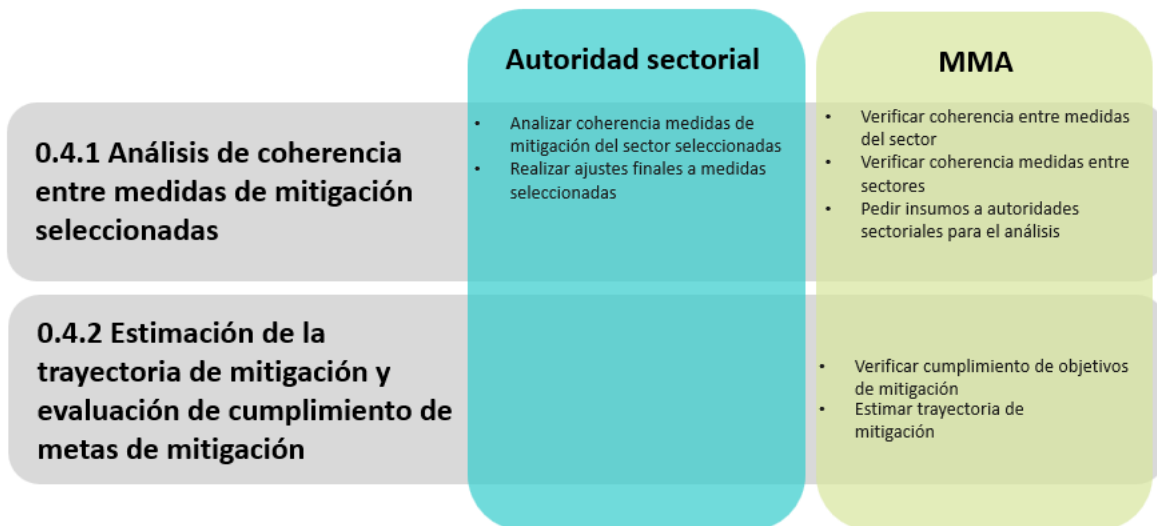 Autoridad sectorial
MMA
0.4.1 Análisis de coherencia
entre medidas de mitigación
seleccionadas
• Analizar coherencia medidas de
mitigación del sector seleccionadas
• Realizar ajustes finales a medidas
seleccionadas
• Verificar coherencia entre medidas
del sector
• Verificar coherencia medidas entre
sectores
• Pedir insumos a autoridades
sectoriales para el análisis
0.4.2 Estimación de la
trayectoria de mitigación y
evaluación de cumplimiento de
metas de mitigación
• Verificar cumplimiento de objetivos
de mitigación
• Estimar trayectoria de
mitigación